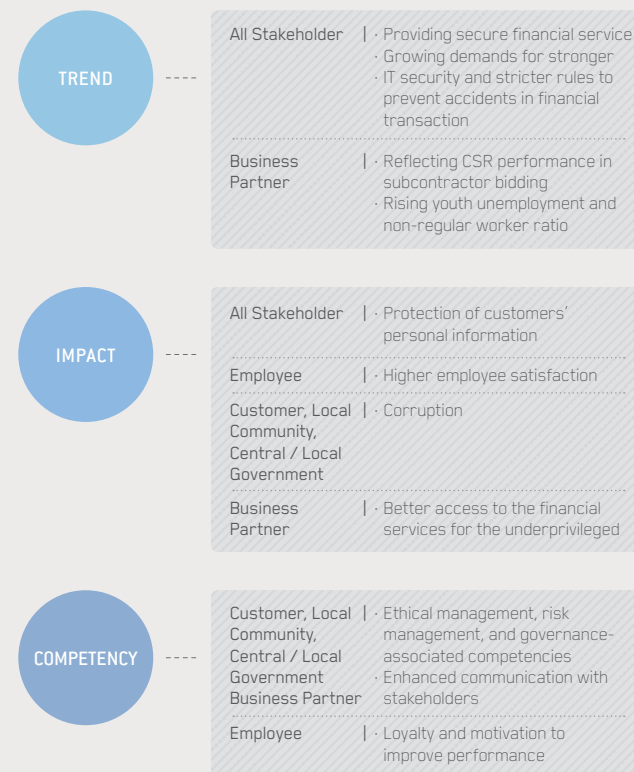 TREND
All Stakeholder | · Providing secure financial service
· Growing demands for stronger
· IT security and stricter rules to
prevent accidents in financial
transaction
Business | · Reflecting CSR performance in
Partner subcontractor bidding
· Rising youth unemployment and
non-regular worker ratio
IMPACT
All Stakeholder | · Protection of customers'
personal information
Employee | · Higher employee satisfaction
Customer, Local | · Corruption
Community,
Central / Local
Government
Business | · Better access to the financial
Partner services for the underprivileged
COMPETENCY
Customer, Local | · Ethical management, risk
Community, management, and governance-
Central / Local associated competencies
Government · Enhanced communication with
Business Partner stakeholders
Employee | · Loyalty and motivation to
improve performance